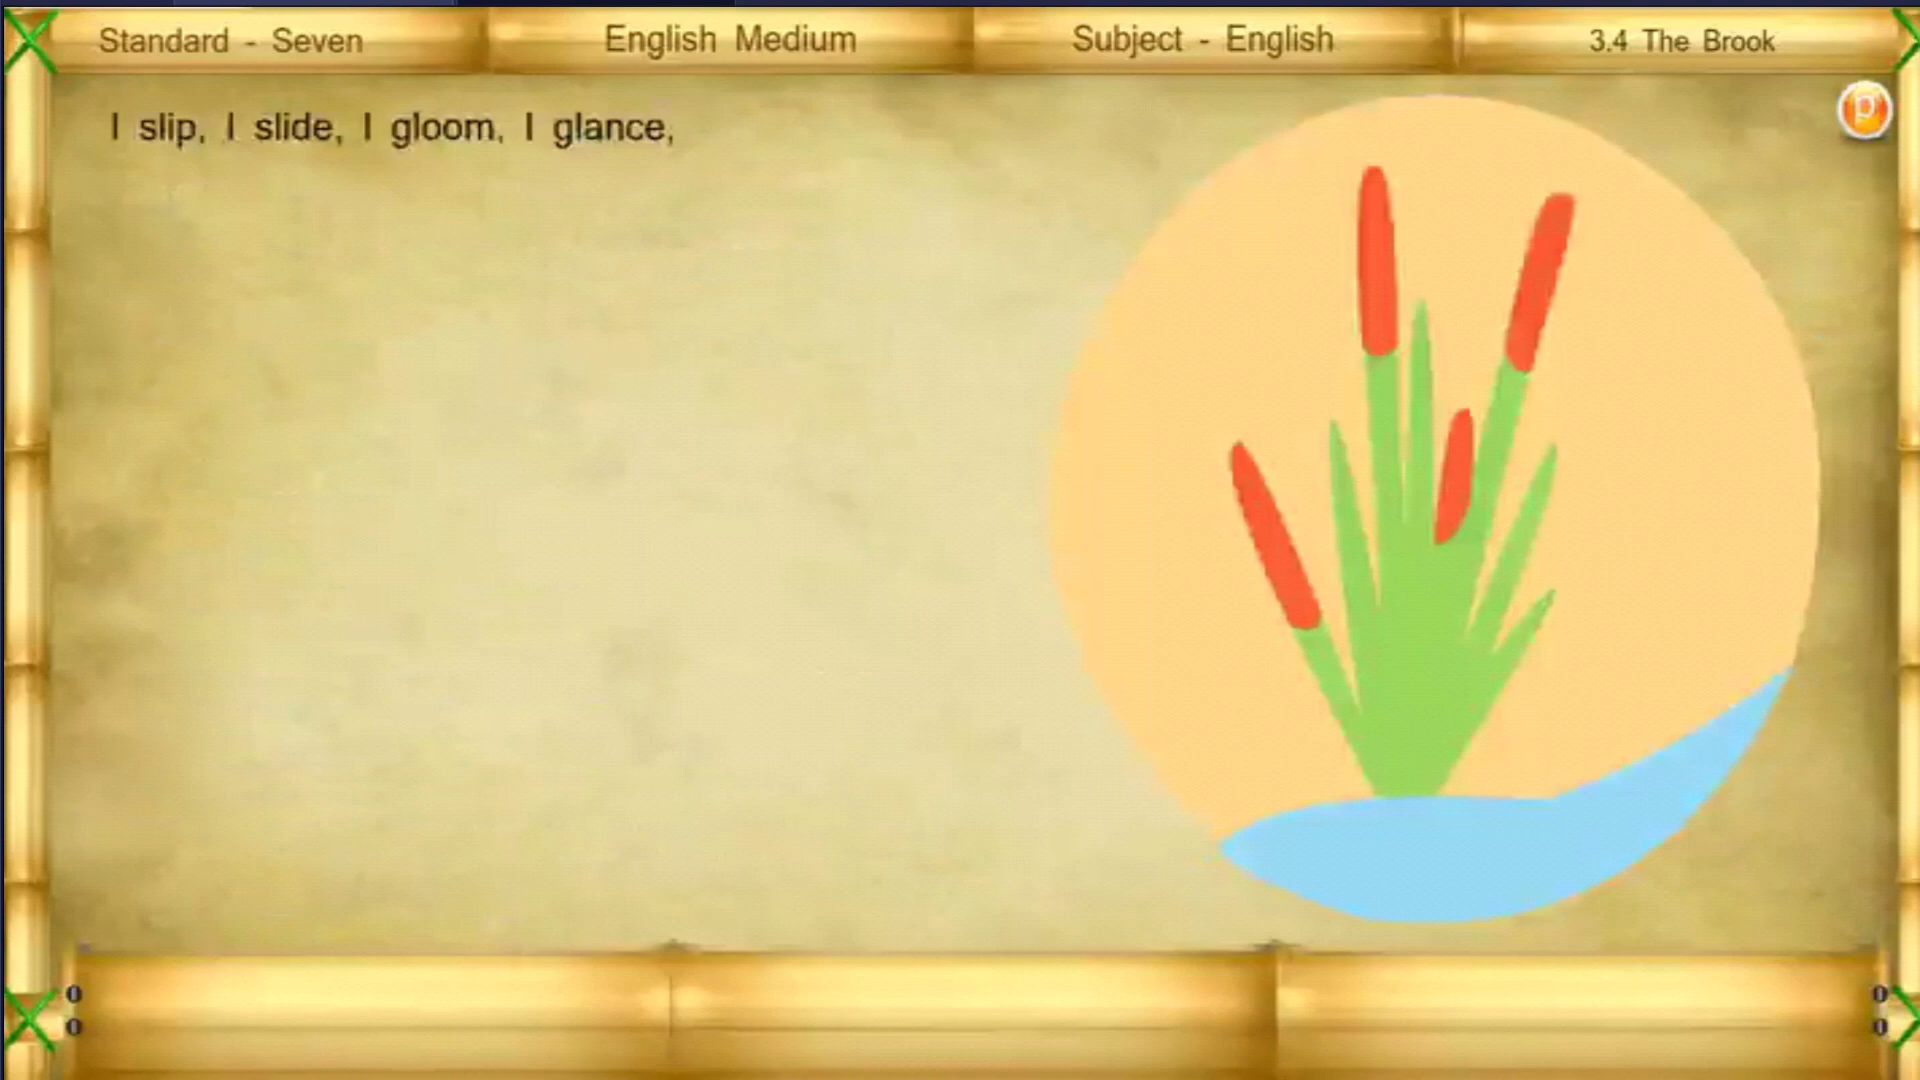 Standard - Seven
English Medium
Subject - English
3.4 The Brook
I slip, I slide, I gloom, I glance,
p